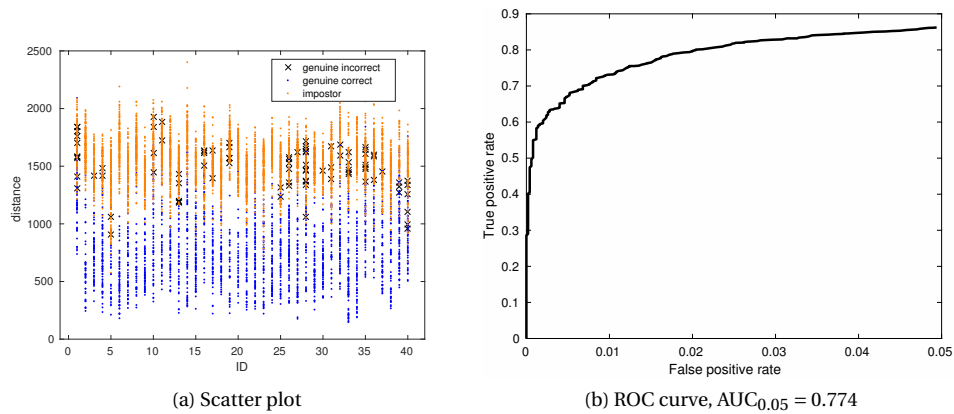 2500
2000
1500
1000
500
0
distance
× genuine incorrect
genuine correct
impostor
0 5 10 15 20 25 30 35 40
ID
(a) Scatter plot
0.9
0.8
0.7
0.6
0.5
0.4
0.3
0.2
0.1
0
True positive rate
0 0.01 0.02 0.03 0.04 0.05
False positive rate
(b) ROC curve, AUC0.05 = 0.774